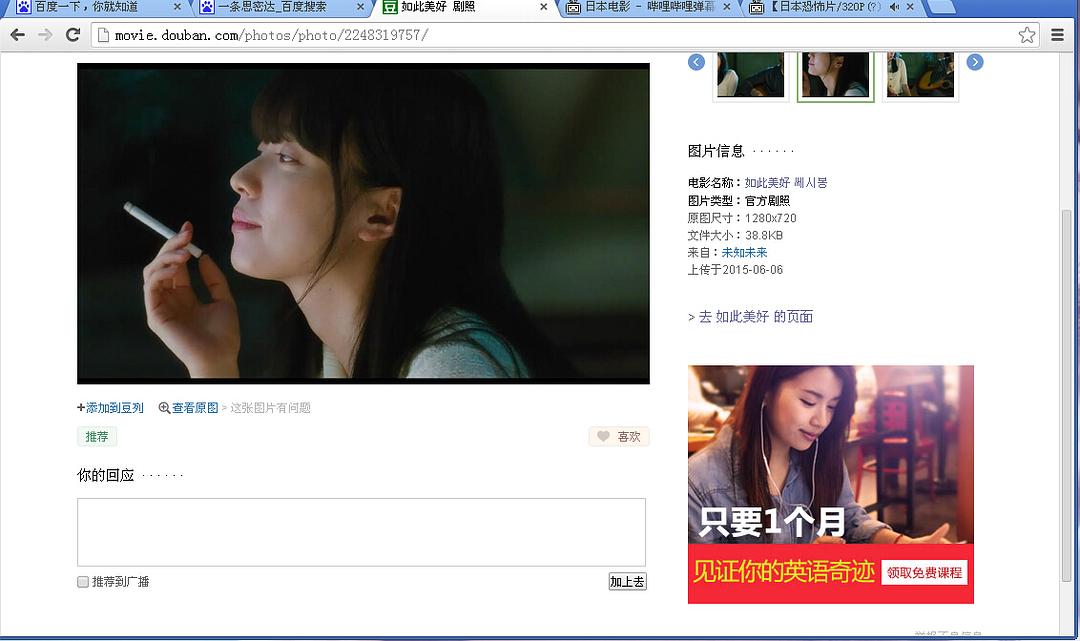 百度一下，你就知道
一条思密达_百度搜索
如此美好 剧照
日本电影 - 哔哩哔哩弹幕
【日本恐怖片/320P(?)
movie.douban.com/photos/photo/2248319757/
图片信息 · · · · · ·
电影名称：如此美好 쎄시봉
图片类型：官方剧照
原图尺寸：1280x720
文件大小：38.8KB
来自：未知未来
上传于2015-06-06
> 去 如此美好 的页面
+添加到豆列 查看原图 > 这张图片有问题
推荐
喜欢
你的回应 · · · · · ·
推荐到广播
加上去
只要1个月
见证你的英语奇迹
领取免费课程